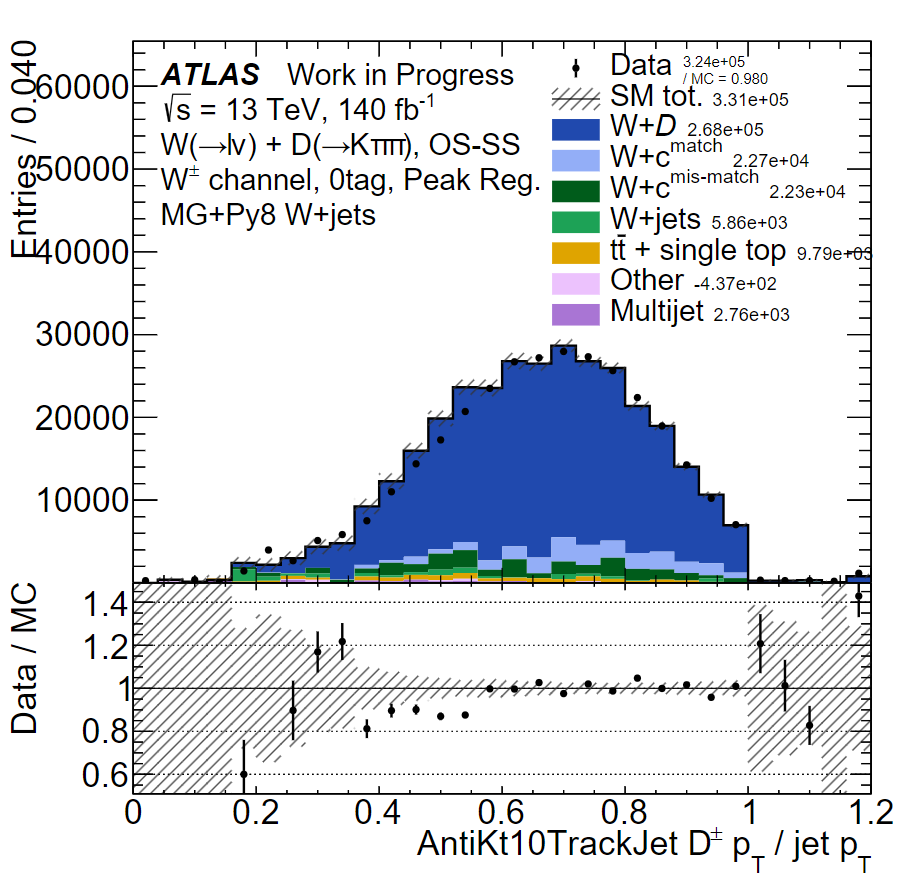 Entries / 0.040
60000
50000
40000
30000
20000
10000
ATLAS Work in Progress
√s = 13 TeV, 140 fb-1
W(→lν) + D(→Kππ), OS-SS
W± channel, 0tag, Peak Reg.
MG+Py8 W+jets
Data 3.24e+05
/ MC = 0.980
SM tot. 3.31e+05
W+D 2.68e+05
W+c match 2.27e+04
W+c mis-match 2.23e+04
W+jets 5.86e+03
tt̄ + single top 9.79e+03
Other -4.37e+02
Multijet 2.76e+03
Data / MC
1.4
1.2
1
0.8
0.6
0 0.2 0.4 0.6 0.8 1 1.2
AntiKt10TrackJet D± pT / jet pT